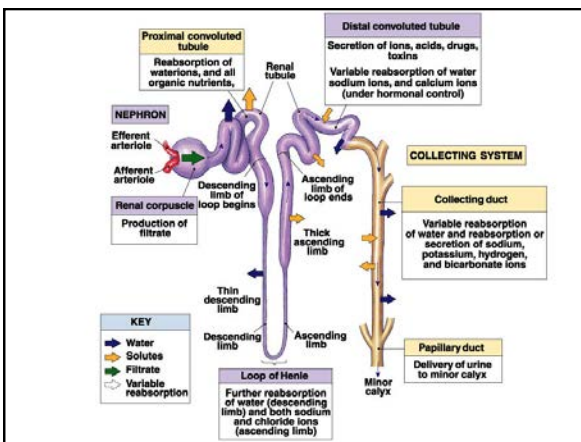 Proximal convoluted
tubule
Reabsorption of
waterions, and all
organic nutrients,
Renal
tubule
Distal convoluted tubule
Secretion of ions, acids, drugs,
toxins
Variable reabsorption of water
sodium ions, and calcium ions
(under hormonal control)
NEPHRON
Efferent
arteriole
Afferent
arteriole
Renal corpuscle
Production of
filtrate
Descending
limb of
loop begins
Ascending
limb of
loop ends
Thick
ascending
limb
COLLECTING SYSTEM
Collecting duct
Variable reabsorption
of water and reabsorption or
secretion of sodium,
potassium, hydrogen,
and bicarbonate ions
Thin
descending
limb
Descending
limb
Ascending
limb
KEY
Water
Solutes
Filtrate
Variable
reabsorption
Loop of Henle
Further reabsorption
of water (descending
limb) and both sodium
and chloride ions
(ascending limb)
Papillary duct
Delivery of urine
to minor calyx
Minor
calyx